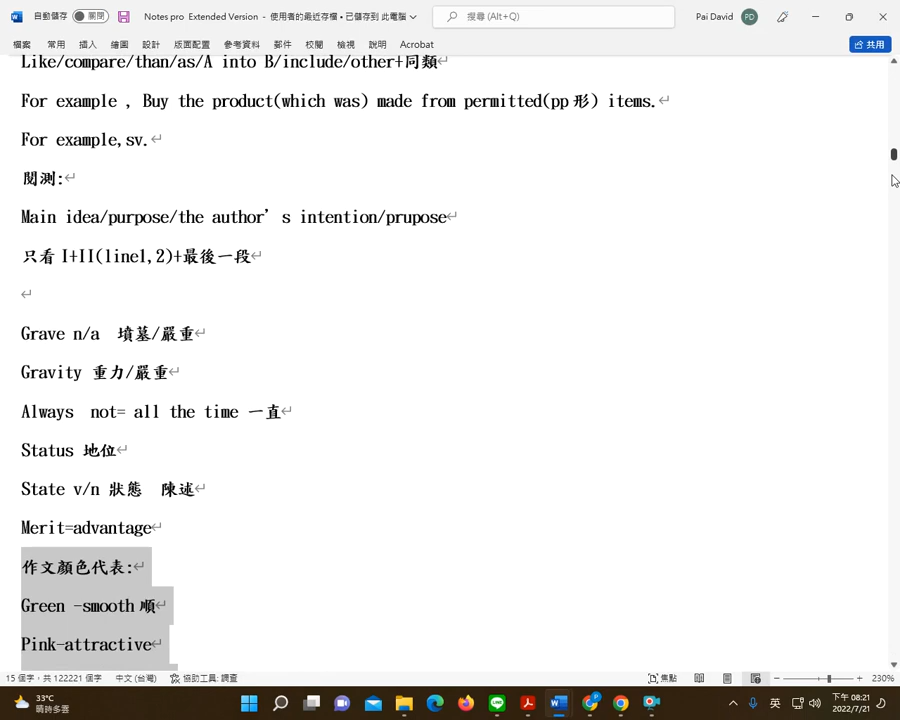 自動儲存 關閉 Notes pro Extended Version - 使用者的最近存檔 • 已儲存到 此電腦 搜尋 (Alt+Q) Pai David PD
檔案 常用 插入 繪圖 設計 版面配置 參考資料 郵件 校閱 檢視 說明 Acrobat 共用
Like/compare/than/as/A into B/include/other+同類
For example , Buy the product(which was) made from permitted(pp 形) items.
For example,sv.
閱測:
Main idea/purpose/the author's intention/prupose
只看 I+II(line1,2)+最後一段
Grave n/a 墳墓/嚴重
Gravity 重力/嚴重
Always not= all the time 一直
Status 地位
State v/n 狀態 陳述
Merit=advantage
作文顏色代表:
Green -smooth 順
Pink-attractive
15 個字，共 122221 個字 中文 (台灣) 協助工具: 調查 焦點 230%
33°C
晴時多雲
英
下午 08:21
2022/7/21